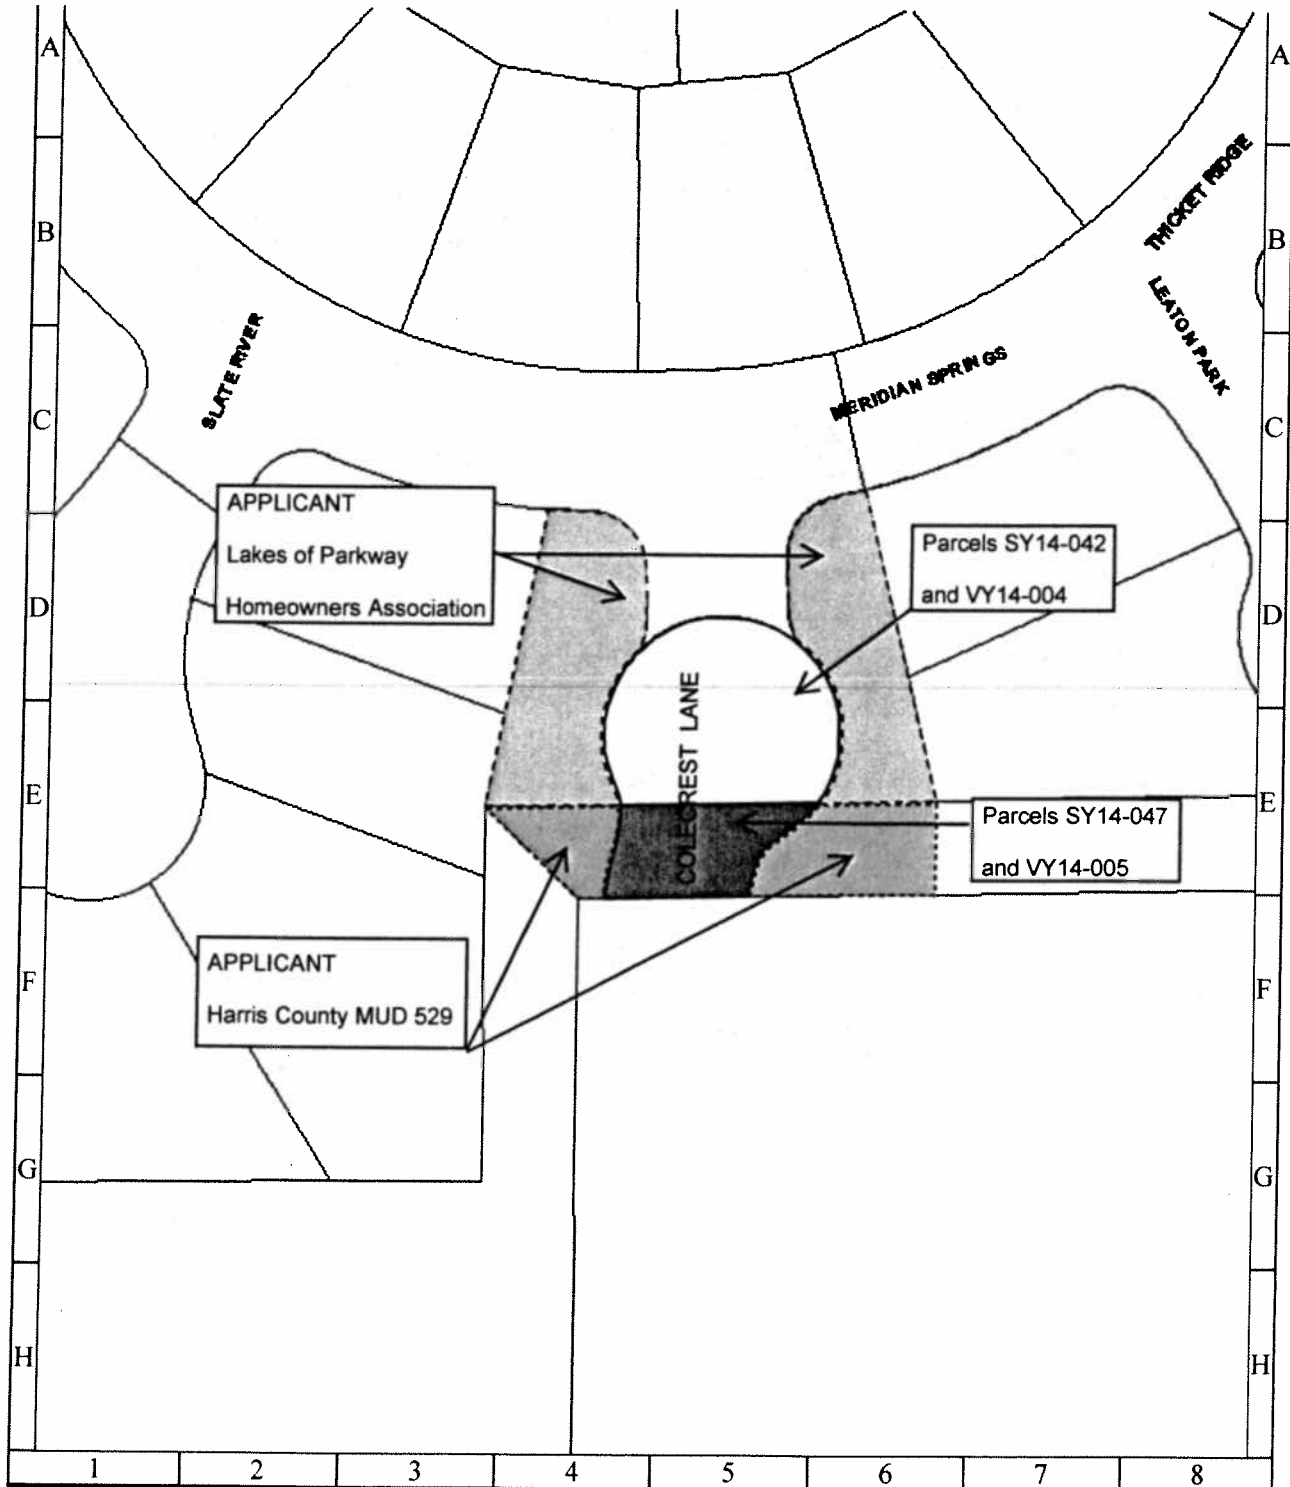 A
A
THICKET RIDGE
B
B
LEATON PARK
SLATE RIVER
MERIDIAN SPRINGS
C
C
APPLICANT
Lakes of Parkway
Homeowners Association
Parcels SY14-042
and VY14-004
D
D
COLECREST LANE
E
E
Parcels SY14-047
and VY14-005
APPLICANT
Harris County MUD 529
F
F
G
G
H
H
1 2 3 4 5 6 7 8